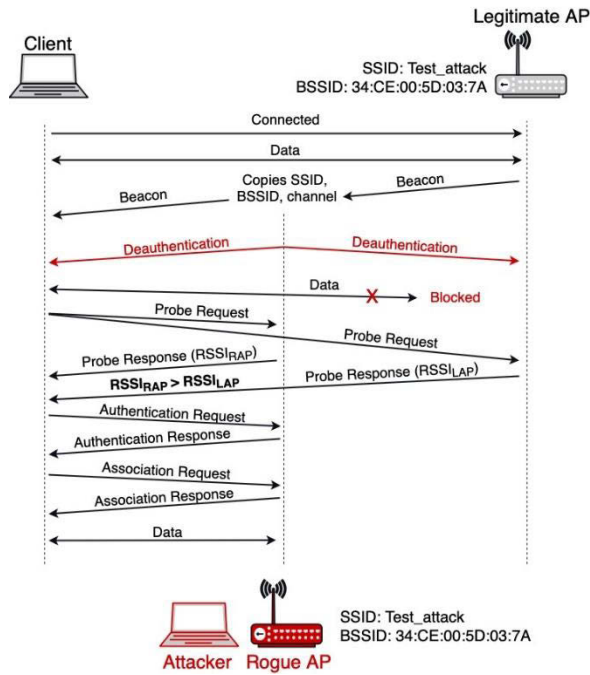 Legitimate AP
Client
SSID: Test_attack
BSSID: 34:CE:00:5D:03:7A
Connected
Data
Copies SSID,
BSSID, channel
Beacon
Beacon
Deauthentication
Deauthentication
Data
X
Blocked
Probe Request
Probe Request
Probe Response (RSSIRAP)
RSSIRAP > RSSILAP
Probe Response (RSSILAP)
Authentication Request
Authentication Response
Association Request
Association Response
Data
SSID: Test_attack
BSSID: 34:CE:00:5D:03:7A
Attacker
Rogue AP